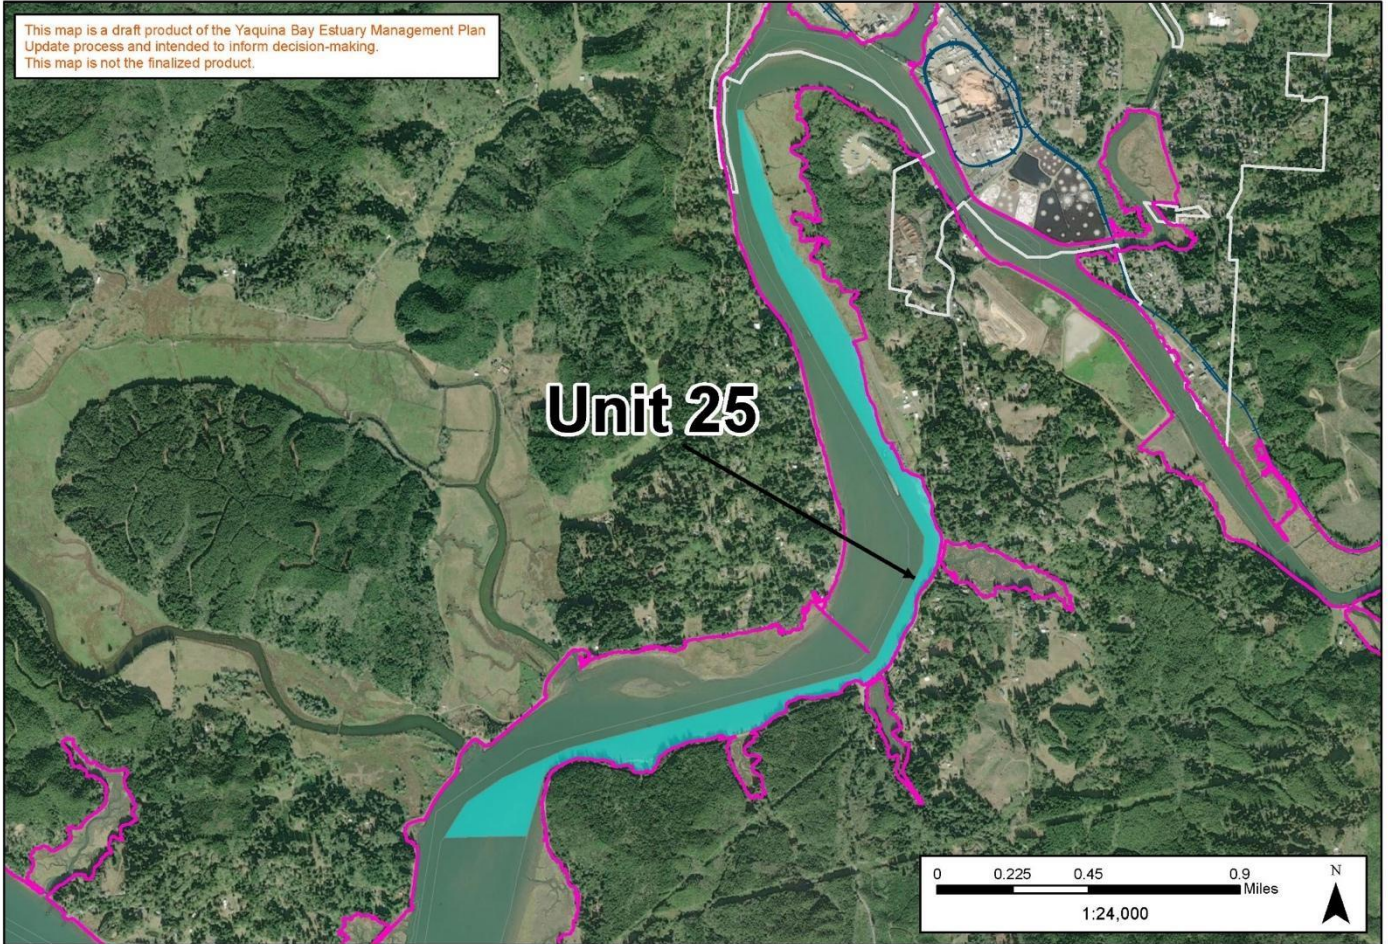 This map is a draft product of the Yaquina Bay Estuary Management Plan
Update process and intended to inform decision-making.
This map is not the finalized product.
Unit 25
0 0.225 0.45 0.9
Miles
1:24,000
N